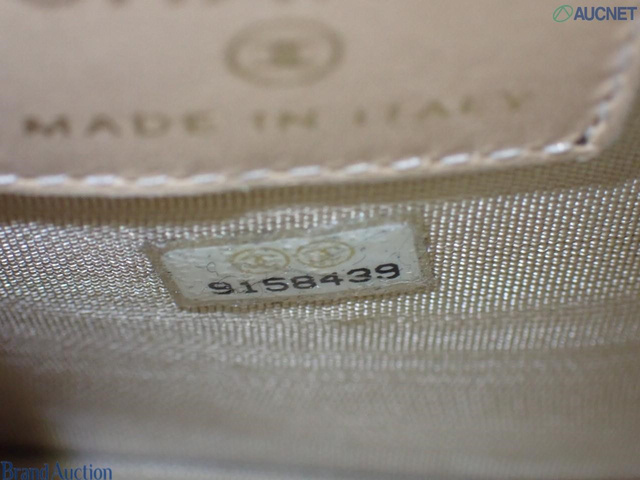 AUCNET
MADE IN ITALY
9158439
Brand Auction